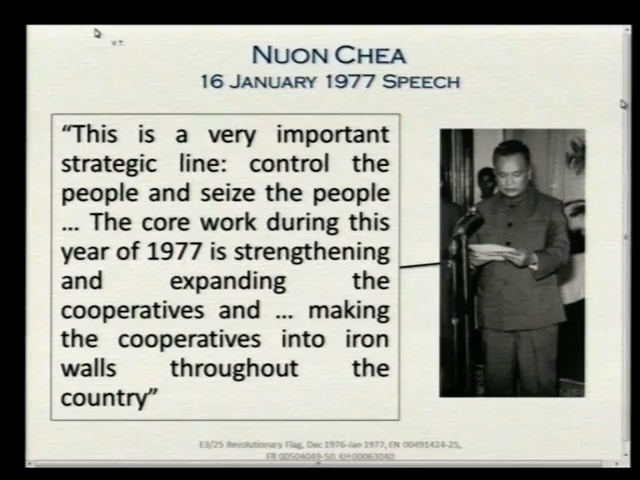 V.T.
NUON CHEA
16 JANUARY 1977 SPEECH
“This is a very important
strategic line: control the
people and seize the people
... The core work during this
year of 1977 is strengthening
and expanding the
cooperatives and ... making
the cooperatives into iron
walls throughout the
country”
E3/25 Revolutionary Flag, Dec 1976-Jan 1977, EN 00491424-25,
FR 00504049-50, KH 00063040